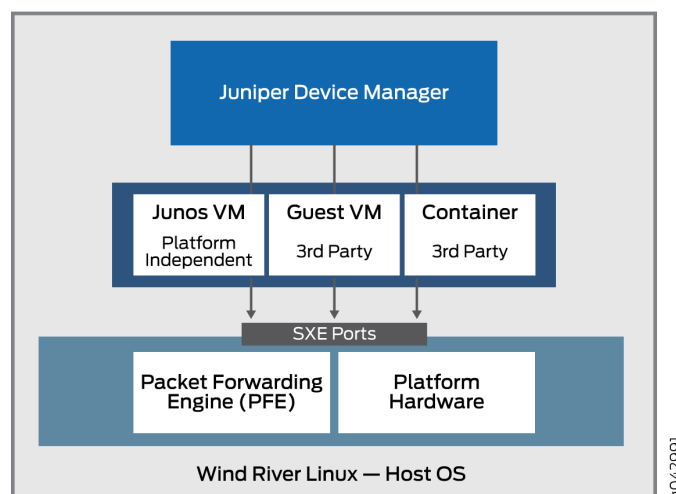 Juniper Device Manager
Junos VM
Platform
Independent
Guest VM
3rd Party
Container
3rd Party
SXE Ports
Packet Forwarding
Engine (PFE)
Platform
Hardware
Wind River Linux — Host OS
g042991